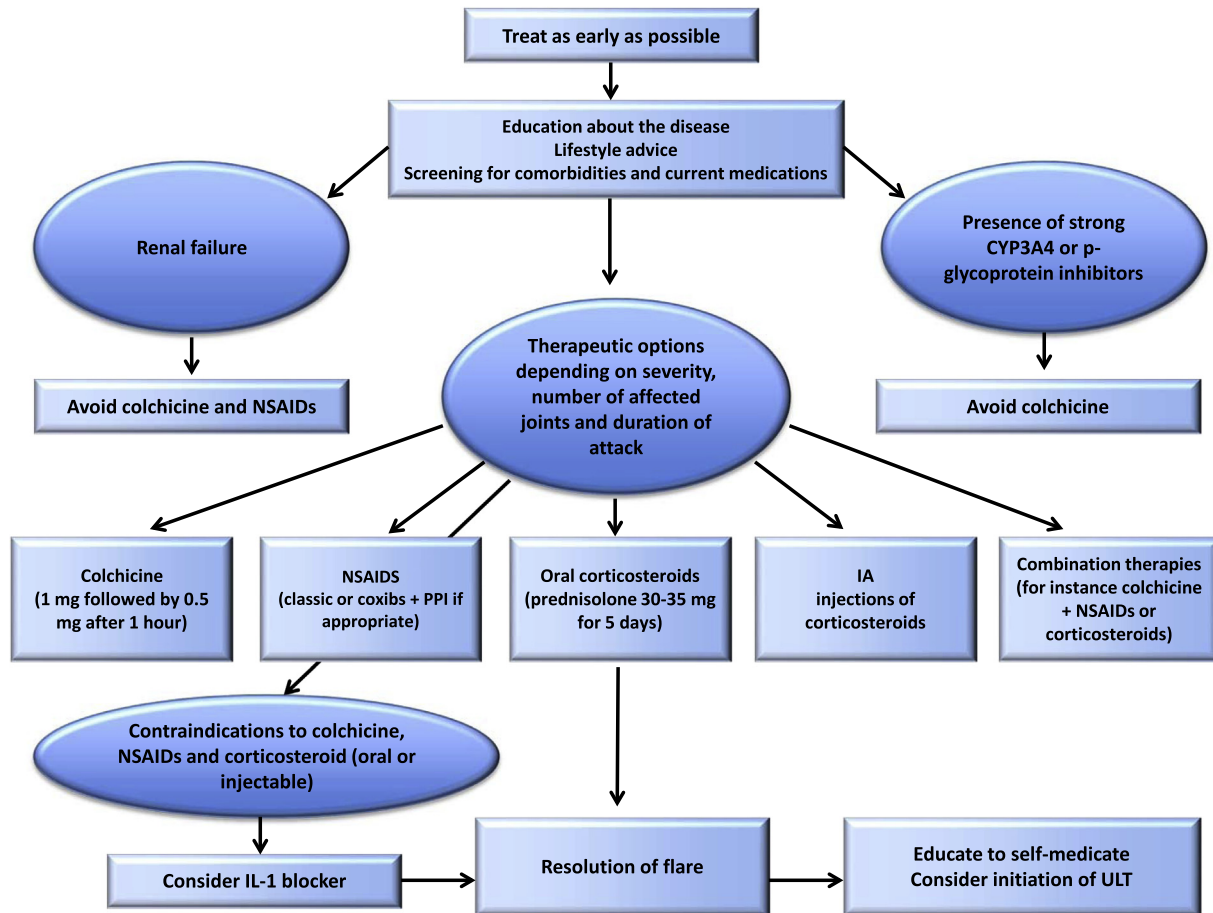 Treat as early as possible
Education about the disease
Lifestyle advice
Screening for comorbidities and current medications
Renal failure
Presence of strong
CYP3A4 or p-
glycoprotein inhibitors
Avoid colchicine and NSAIDs
Therapeutic options
depending on severity,
number of affected
joints and duration of
attack
Avoid colchicine
Colchicine
(1 mg followed by 0.5
mg after 1 hour)
NSAIDS
(classic or coxibs + PPI if
appropriate)
Oral corticosteroids
(prednisolone 30-35 mg
for 5 days)
IA
injections of
corticosteroids
Combination therapies
(for instance colchicine
+ NSAIDs or
corticosteroids)
Contraindications to colchicine,
NSAIDs and corticosteroid (oral or
injectable)
Consider IL-1 blocker
Resolution of flare
Educate to self-medicate
Consider initiation of ULT